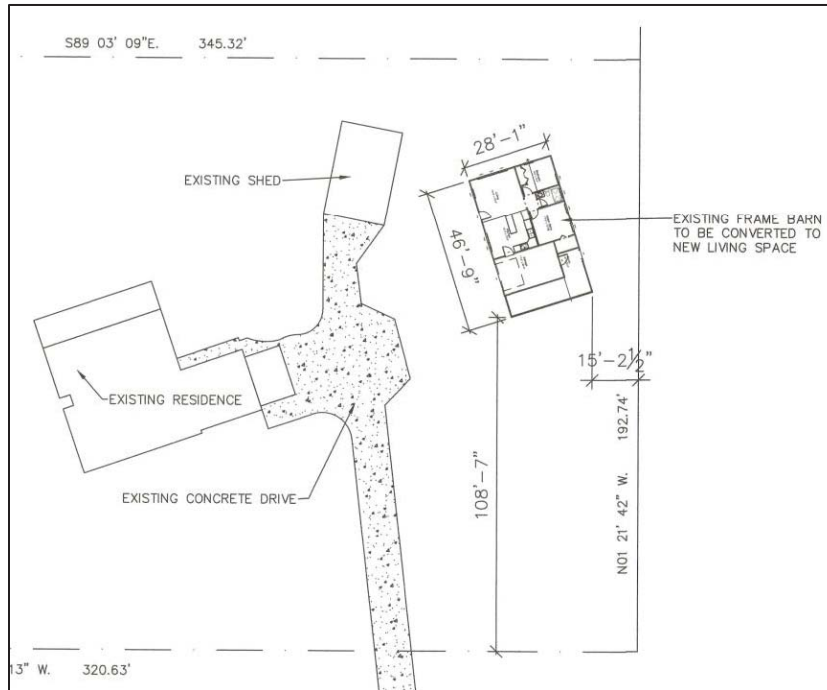 S89 03' 09"E. 345.32'
EXISTING SHED
28'-1"
46'-9"
EXISTING FRAME BARN
TO BE CONVERTED TO
NEW LIVING SPACE
15'-2½"
EXISTING RESIDENCE
EXISTING CONCRETE DRIVE
108'-7"
N01 21' 42" W. 192.74'
13" W. 320.63'